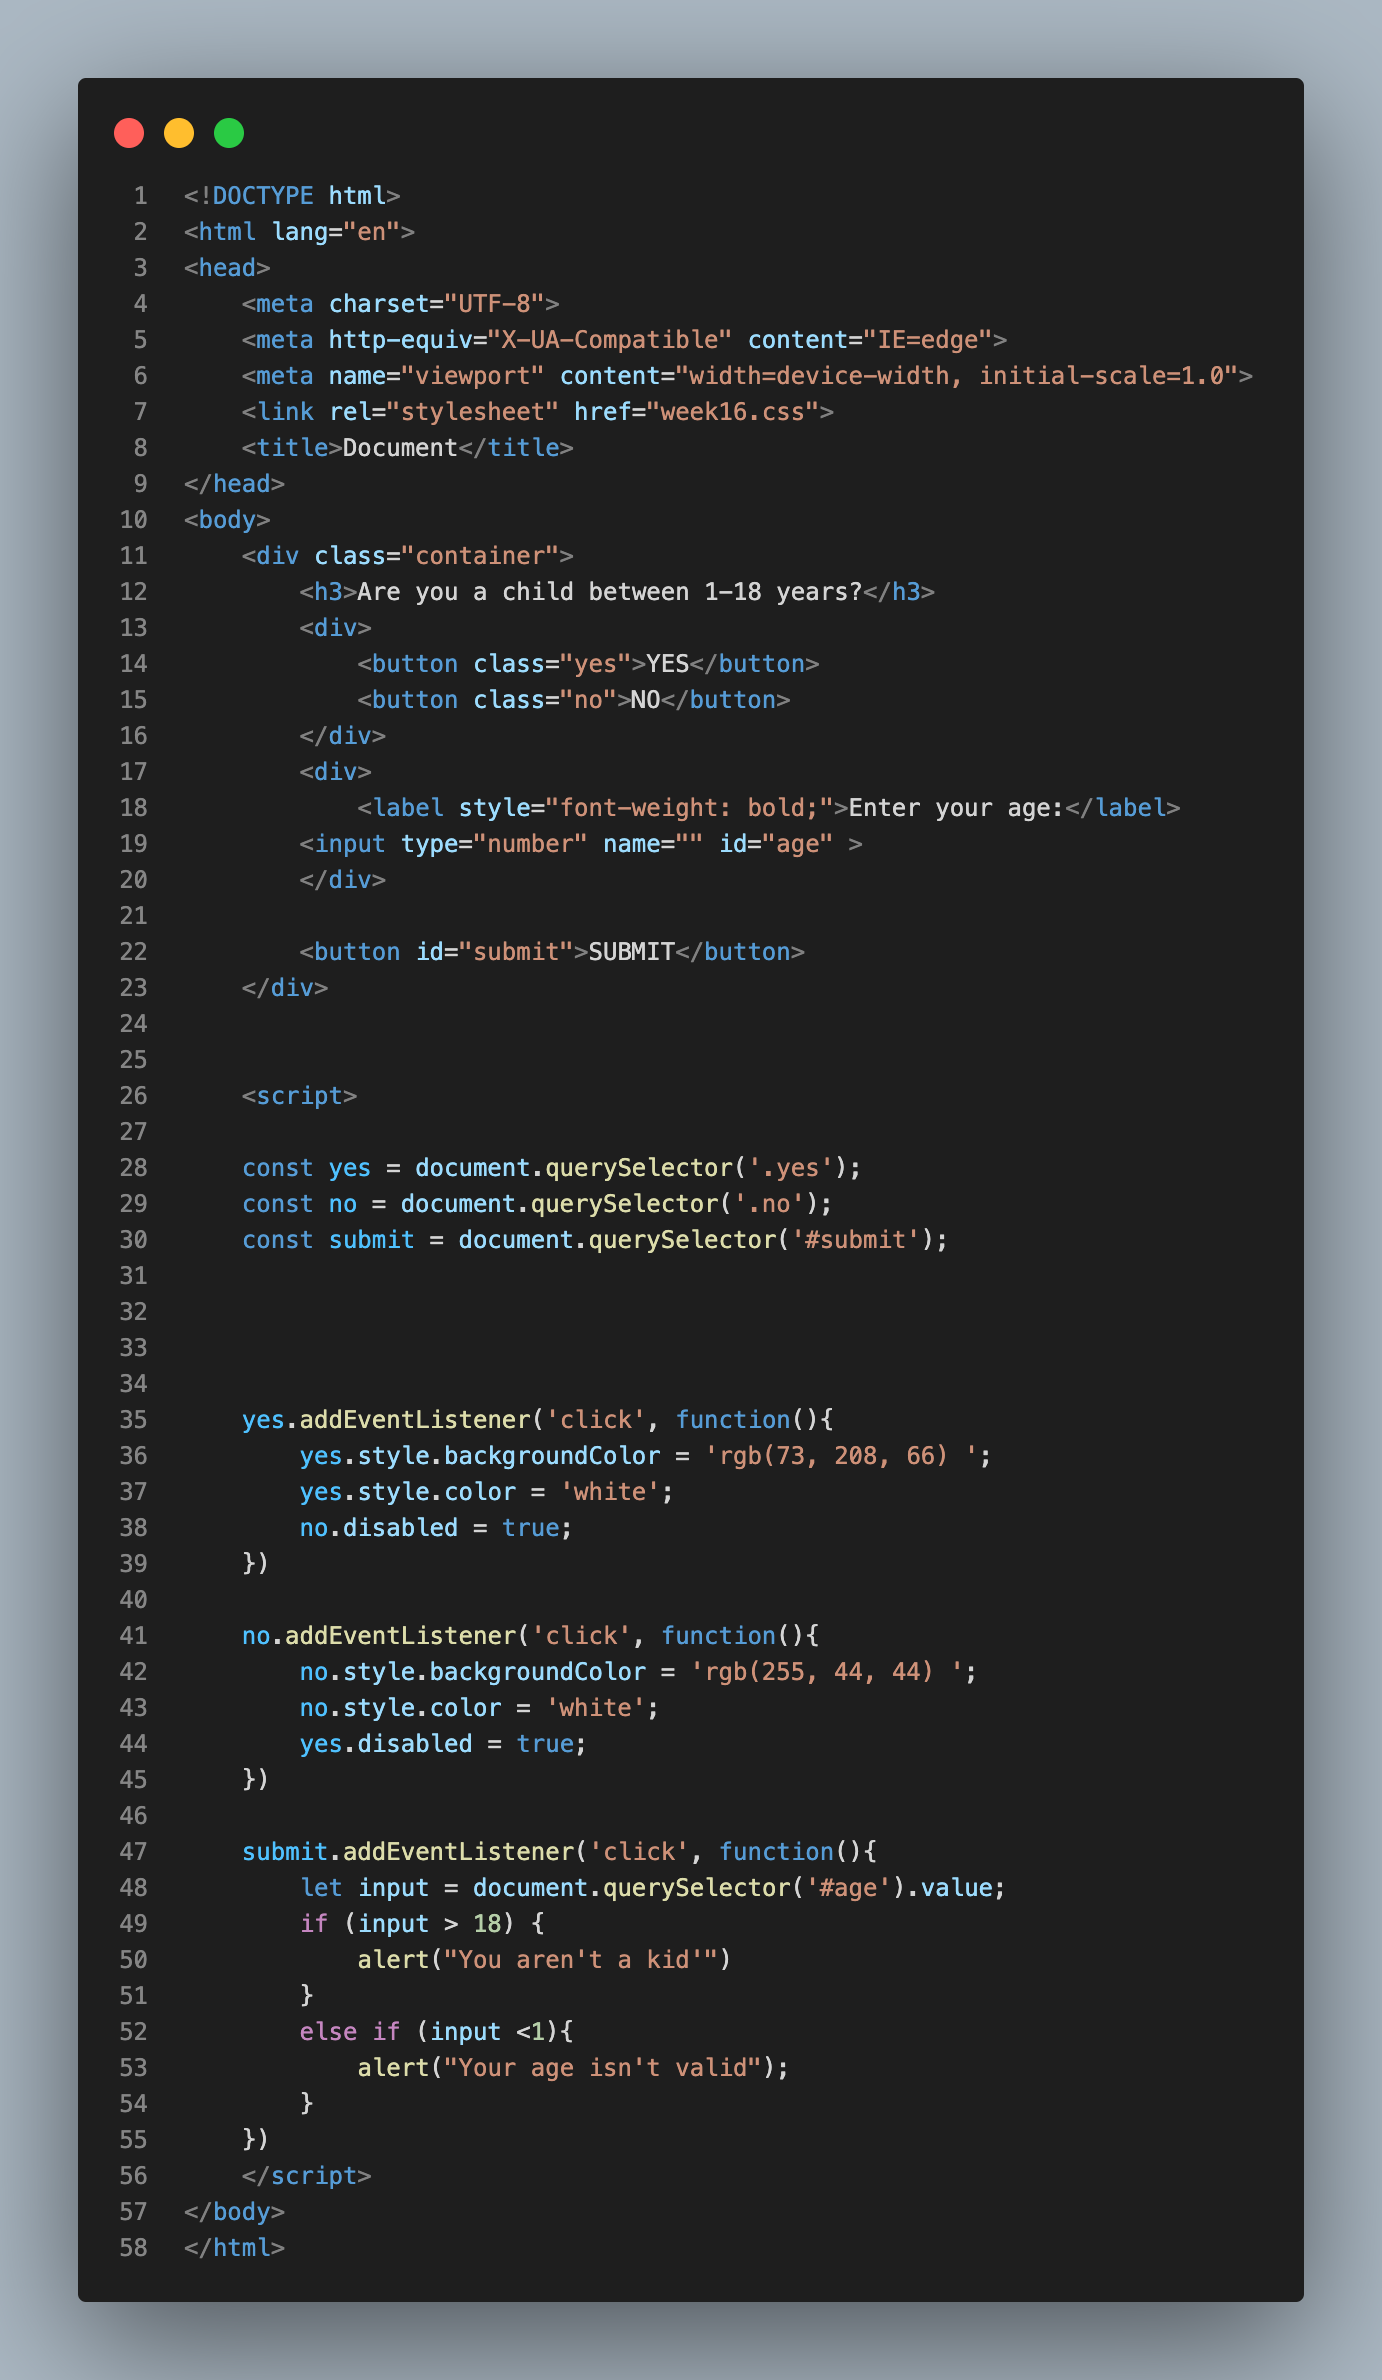 1 <!DOCTYPE html>
2 <html lang="en">
3 <head>
4     <meta charset="UTF-8">
5     <meta http-equiv="X-UA-Compatible" content="IE=edge">
6     <meta name="viewport" content="width=device-width, initial-scale=1.0">
7     <link rel="stylesheet" href="week16.css">
8     <title>Document</title>
9 </head>
10 <body>
11     <div class="container">
12         <h3>Are you a child between 1-18 years?</h3>
13         <div>
14             <button class="yes">YES</button>
15             <button class="no">NO</button>
16         </div>
17         <div>
18             <label style="font-weight: bold;">Enter your age:</label>
19         <input type="number" name="" id="age" >
20         </div>
21
22         <button id="submit">SUBMIT</button>
23     </div>
24
25
26     <script>
27
28     const yes = document.querySelector('.yes');
29     const no = document.querySelector('.no');
30     const submit = document.querySelector('#submit');
31
32
33
34
35     yes.addEventListener('click', function(){
36         yes.style.backgroundColor = 'rgb(73, 208, 66) ';
37         yes.style.color = 'white';
38         no.disabled = true;
39     })
40
41     no.addEventListener('click', function(){
42         no.style.backgroundColor = 'rgb(255, 44, 44) ';
43         no.style.color = 'white';
44         yes.disabled = true;
45     })
46
47     submit.addEventListener('click', function(){
48         let input = document.querySelector('#age').value;
49         if (input > 18) {
50             alert("You aren't a kid'")
51         }
52         else if (input <1){
53             alert("Your age isn't valid");
54         }
55     })
56     </script>
57 </body>
58 </html>